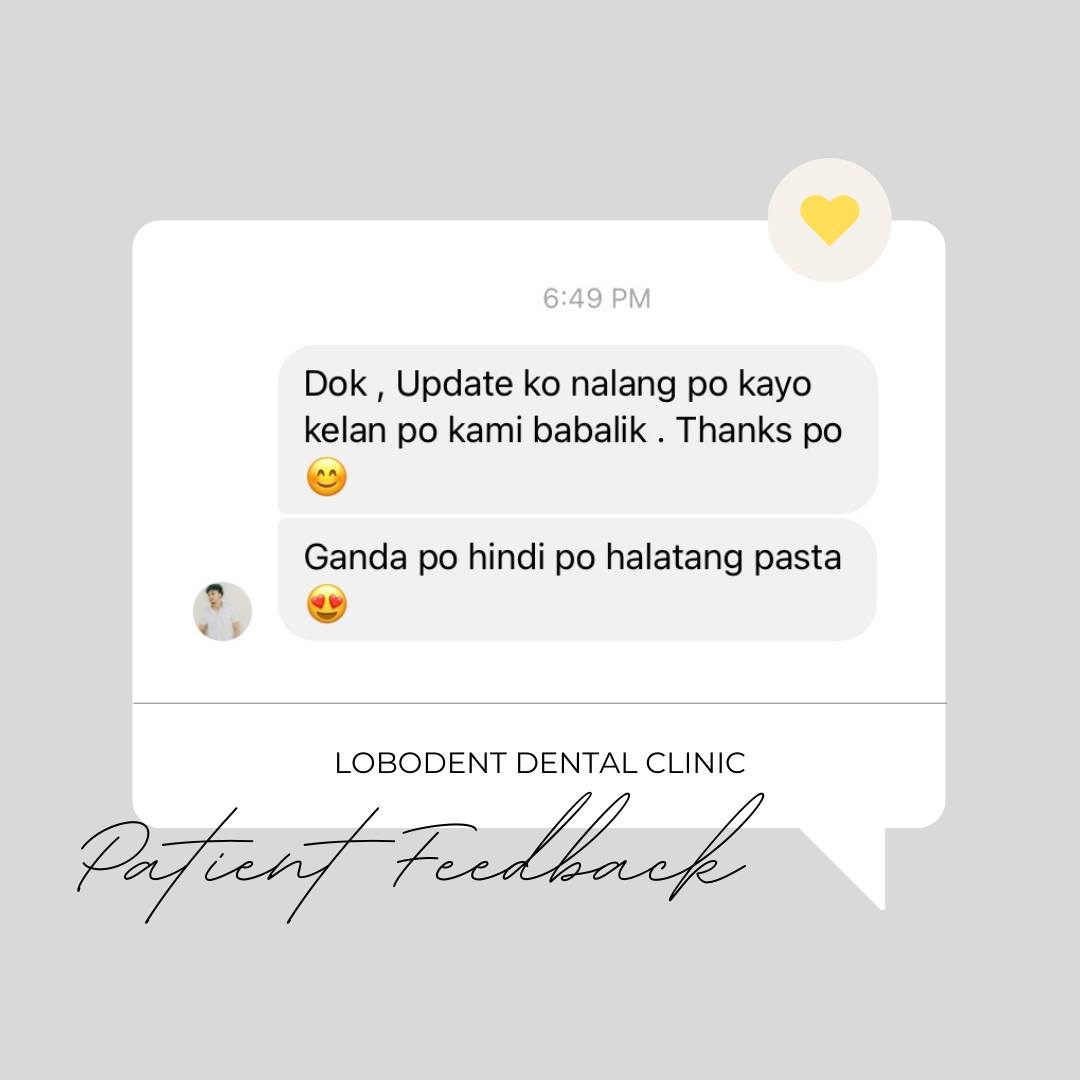 6:49 PM
Dok , Update ko nalang po kayo
kelan po kami babalik . Thanks po
😊
Ganda po hindi po halatang pasta
😍
LOBODENT DENTAL CLINIC
Patient Feedback